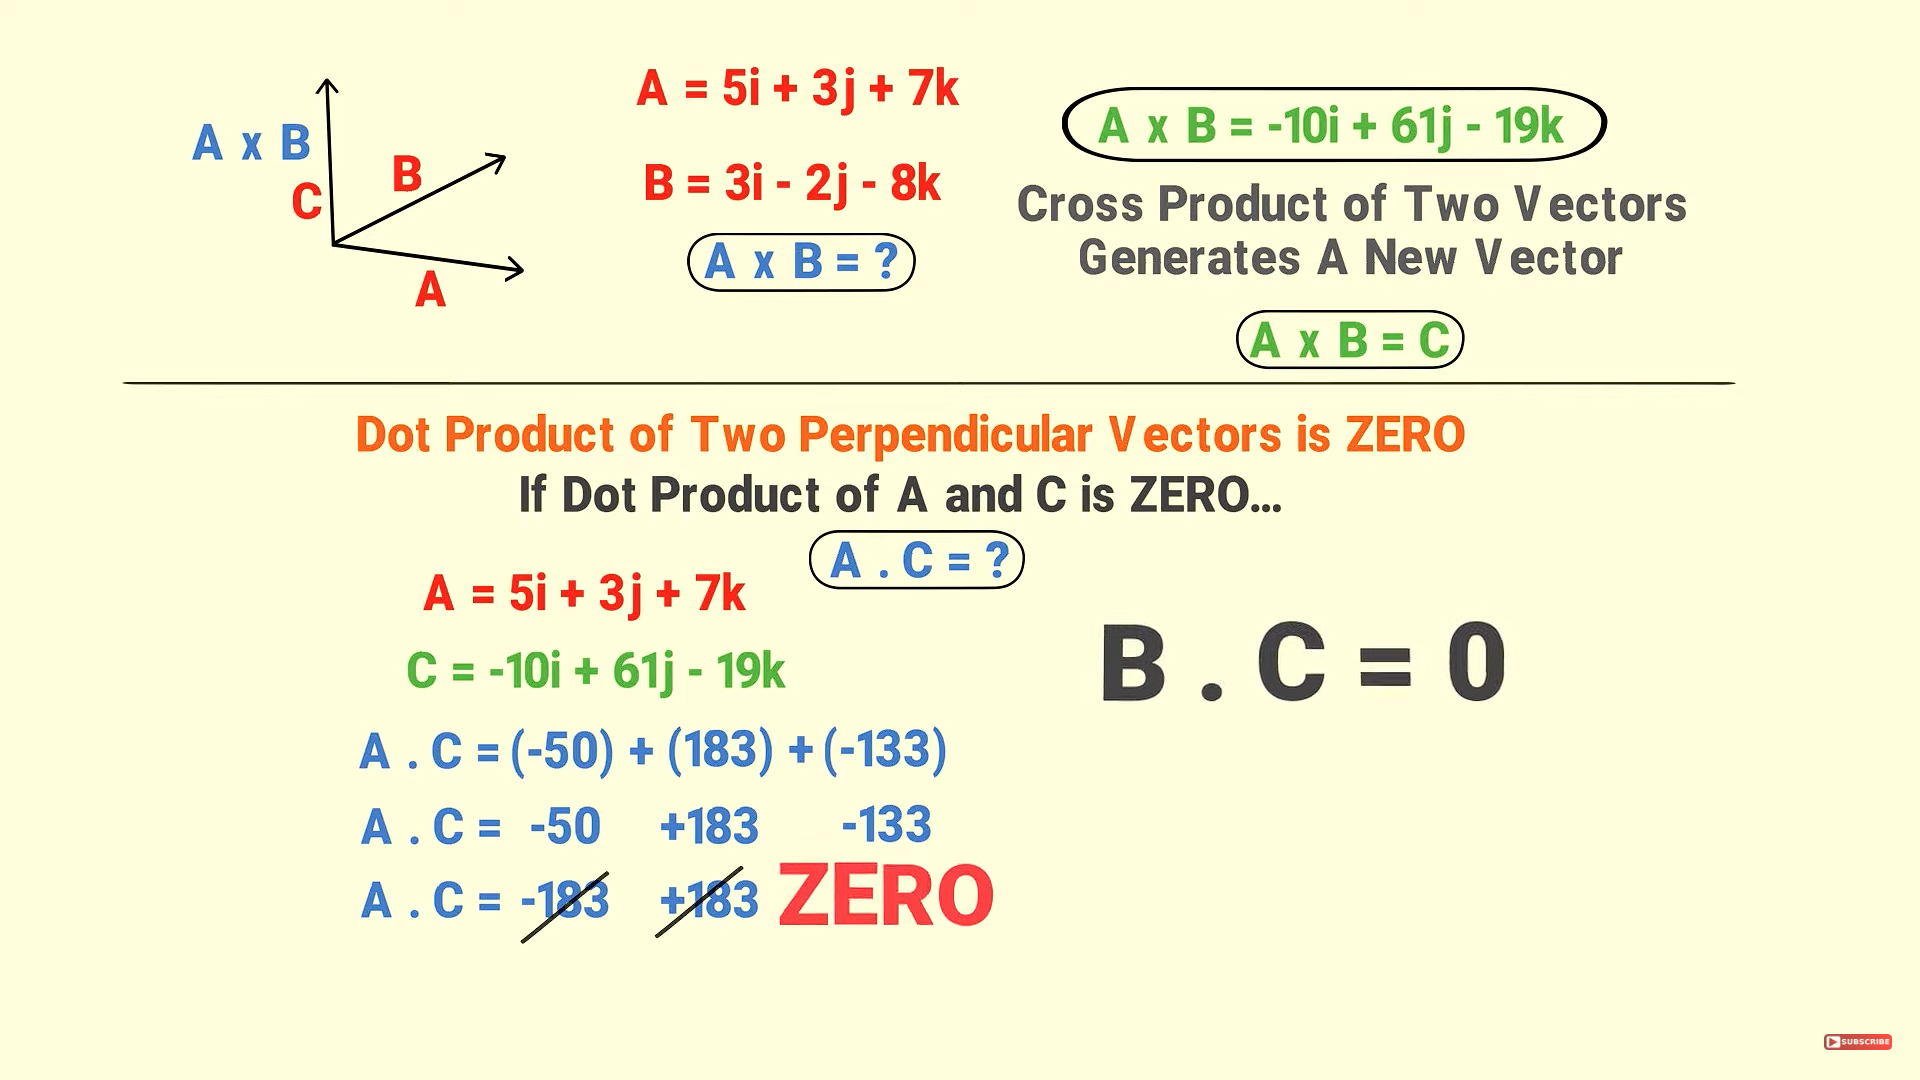 A x B
C
B
A
A = 5i + 3j + 7k
B = 3i - 2j - 8k
A x B = ?
A x B = -10i + 61j - 19k
Cross Product of Two Vectors
Generates A New Vector
A x B = C
Dot Product of Two Perpendicular Vectors is ZERO
If Dot Product of A and C is ZERO...
A . C = ?
A = 5i + 3j + 7k
C = -10i + 61j - 19k
A . C = (-50) + (183) + (-133)
A . C = -50 +183 -133
A . C = -183 +183 ZERO
B . C = 0
SUBSCRIBE